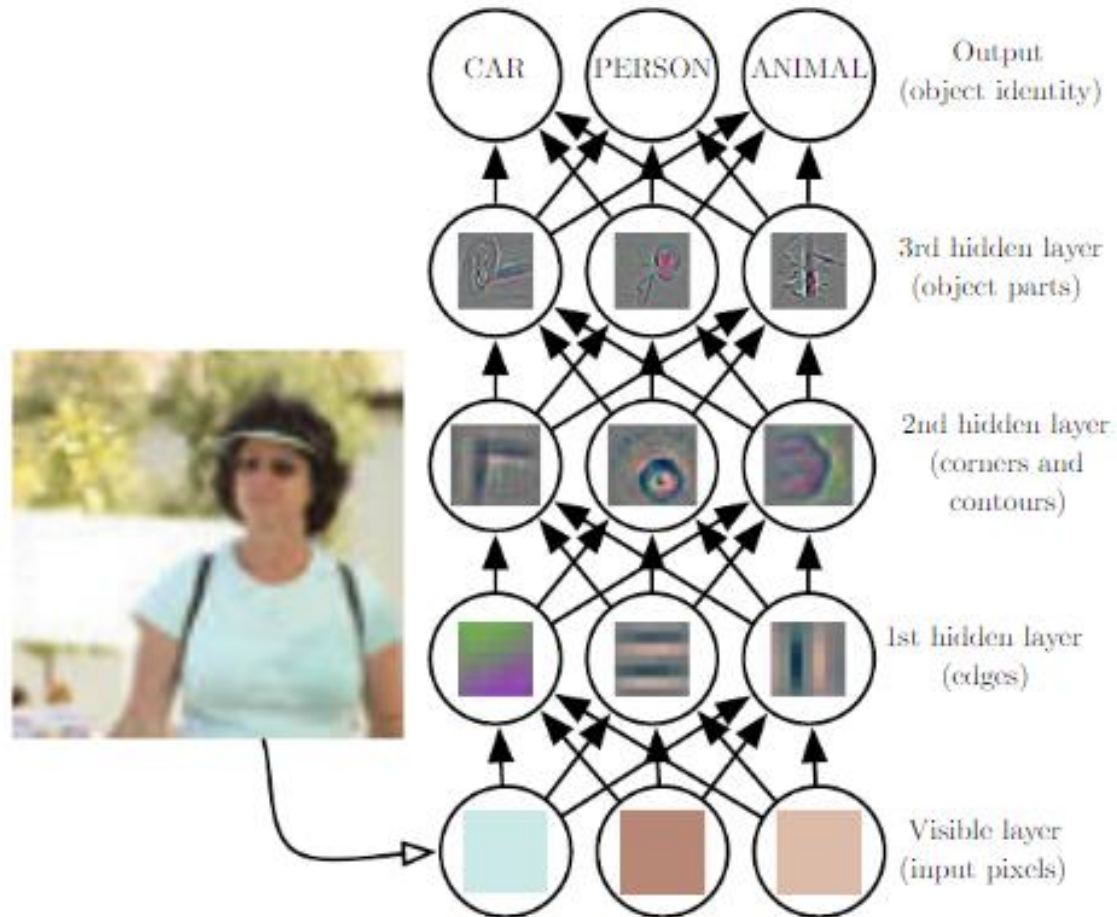 CAR PERSON ANIMAL
Output
(object identity)
3rd hidden layer
(object parts)
2nd hidden layer
(corners and
contours)
1st hidden layer
(edges)
Visible layer
(input pixels)